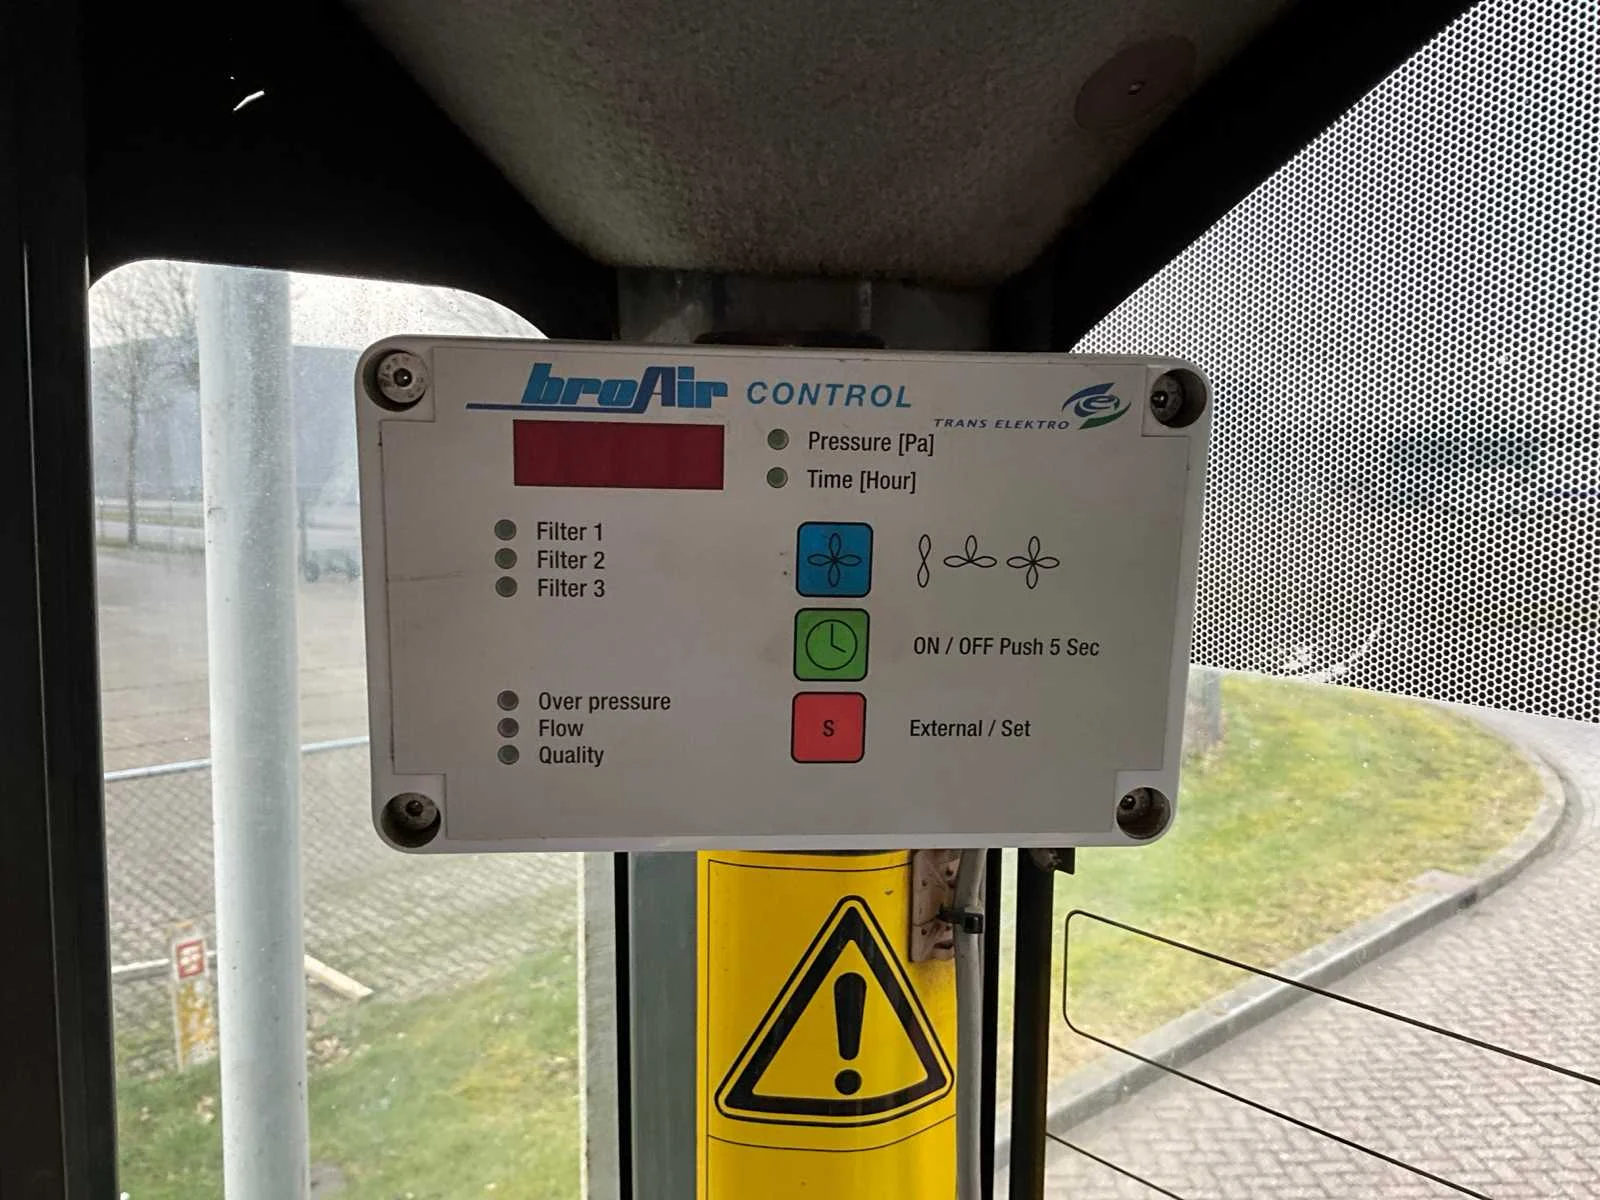 broAir CONTROL
TRANS ELEKTRO
Pressure [Pa]
Time [Hour]
Filter 1
Filter 2
Filter 3
ON / OFF Push 5 Sec
Over pressure
Flow
Quality
S
External / Set